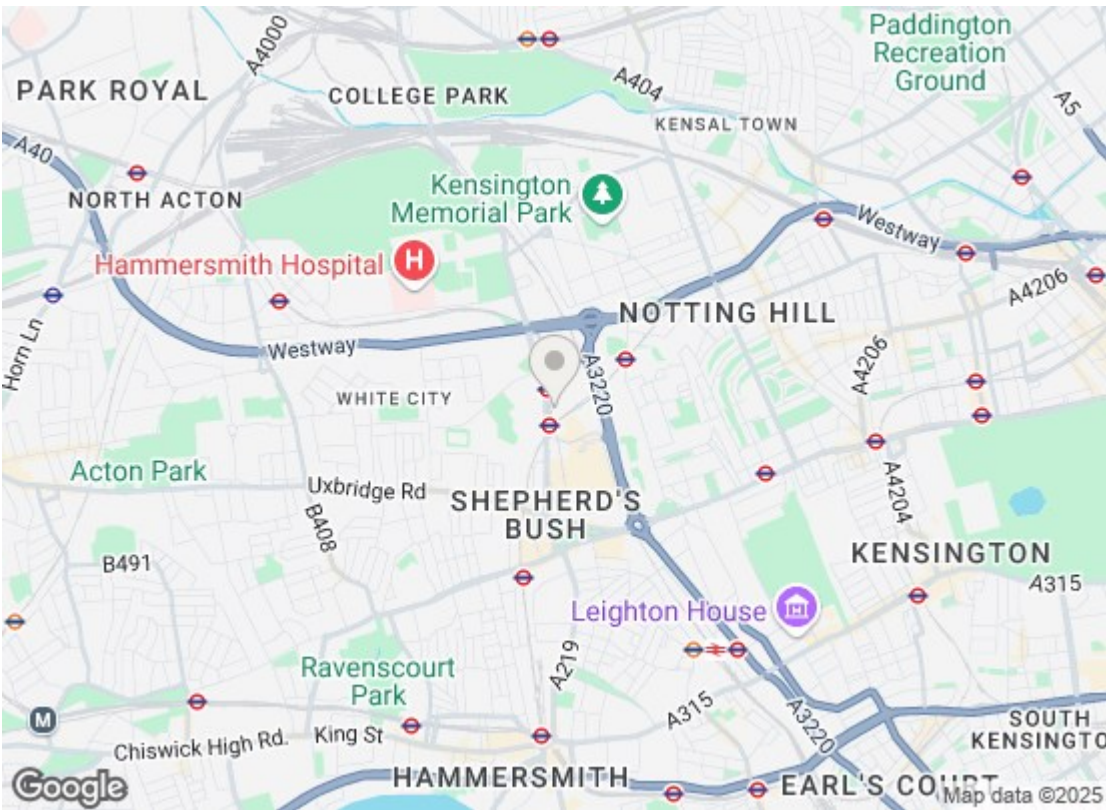 Paddington
Recreation
Ground
A4000
A404
A5
PARK ROYAL
COLLEGE PARK
KENSAL TOWN
A40
NORTH ACTON
Kensington
Memorial Park
Westway
Hammersmith Hospital
H
A4206
Horn Ln
NOTTING HILL
Westway
A3220
A4206
WHITE CITY
Acton Park
Uxbridge Rd
SHEPHERD'S
BUSH
A4204
B408
B491
KENSINGTON
A315
Leighton House
A219
Ravenscourt
Park
A315
A3220
M
Chiswick High Rd.
King St
SOUTH
KENSINGTO
HAMMERSMITH
EARL'S COURT
Google
Map data ©2025